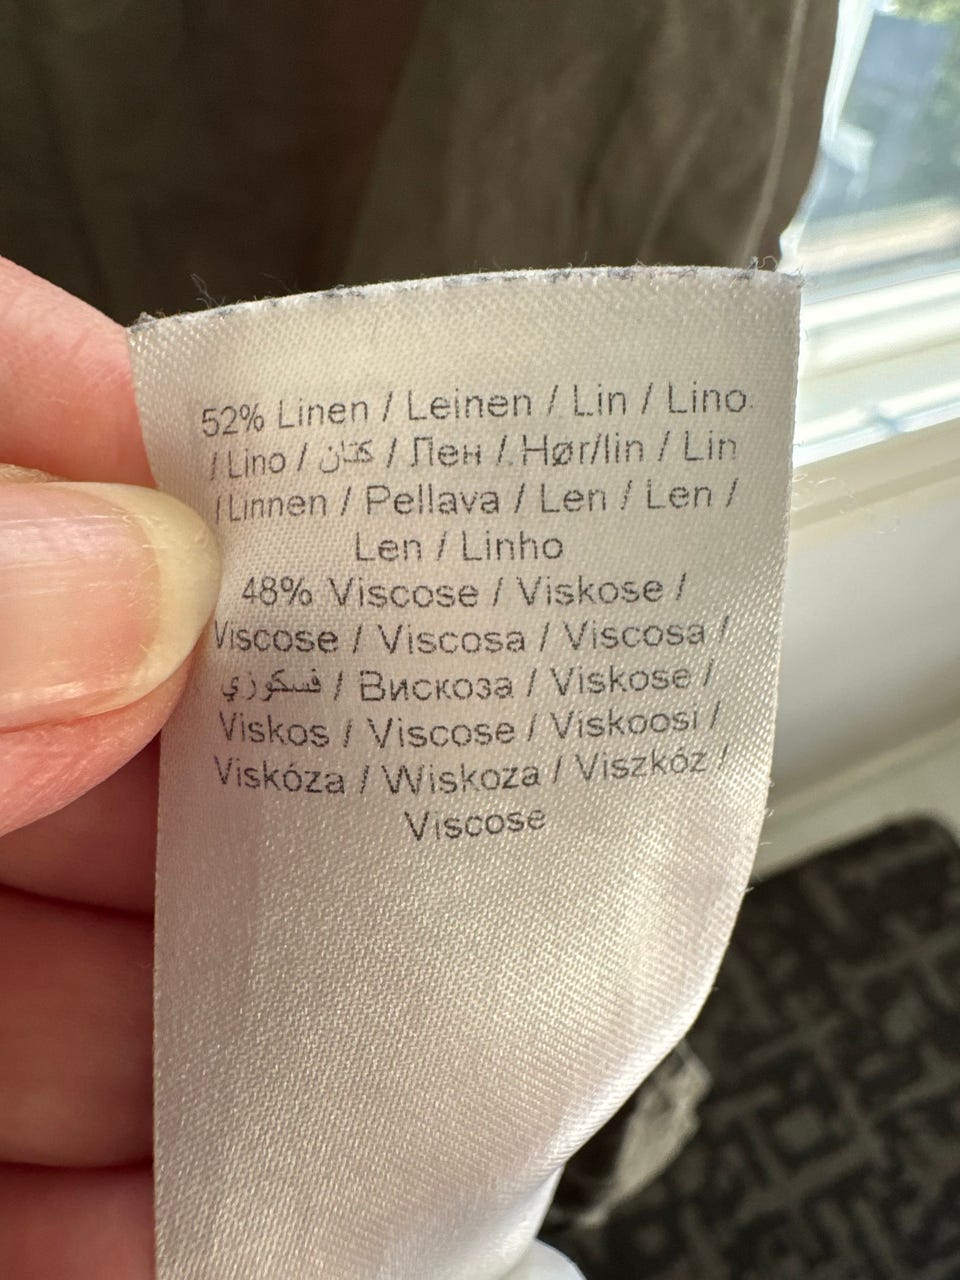 52% Linen / Leinen / Lin / Lino
/ Lino / كتان / Лен / Hør/lin / Lin
/ Linnen / Pellava / Len / Len /
Len / Linho
48% Viscose / Viskose /
Viscose / Viscosa / Viscosa /
فسكوزي / Вискоза / Viskose /
Viskos / Viscose / Viskoosi /
Viskóza / Wiskoza / Viszkóz /
Viscose